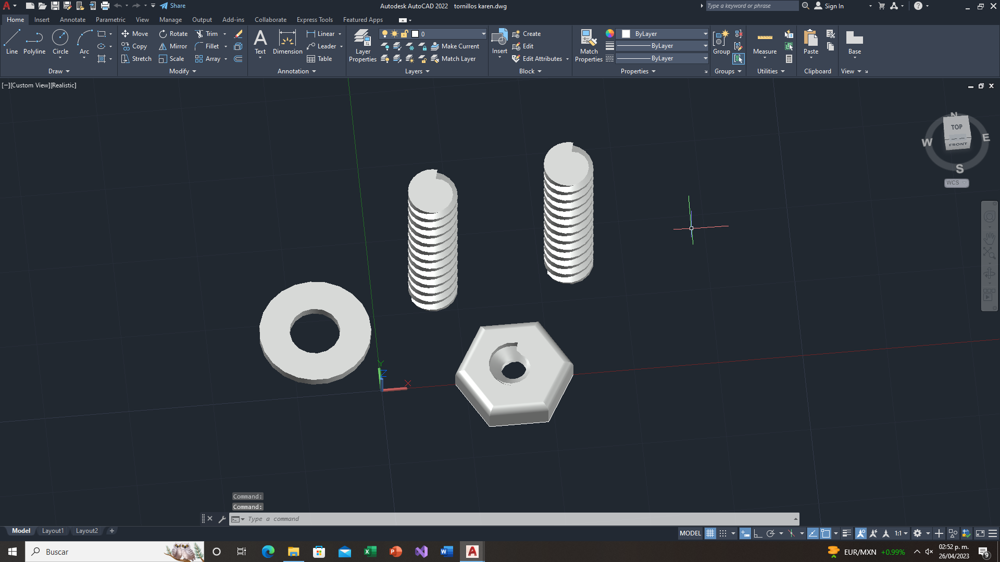 Share
Autodesk AutoCAD 2022 tornillos karen.dwg
Type a keyword or phrase
Sign In
Home Insert Annotate Parametric View Manage Output Add-ins Collaborate Express Tools Featured Apps
Line Polyline Circle Arc
Draw
Move Rotate Trim
Copy Mirror Fillet
Stretch Scale Array
Modify
Text Dimension
Linear
Leader
Table
Annotation
Layer Properties
0
Make Current
Match Layer
Layers
Insert
Create
Edit
Edit Attributes
Block
Match Properties
ByLayer
ByLayer
ByLayer
Properties
Group
Groups
Measure
Utilities
Paste
Clipboard
Base
View
[−][Custom View][Realistic]
N
TOP
W E
FRONT
S
WCS
Y
Z
X
Command:
Command:
Type a command
Model Layout1 Layout2 +
MODEL
1:1
Buscar
EUR/MXN +0.99%
02:52 p. m.
26/04/2023
9